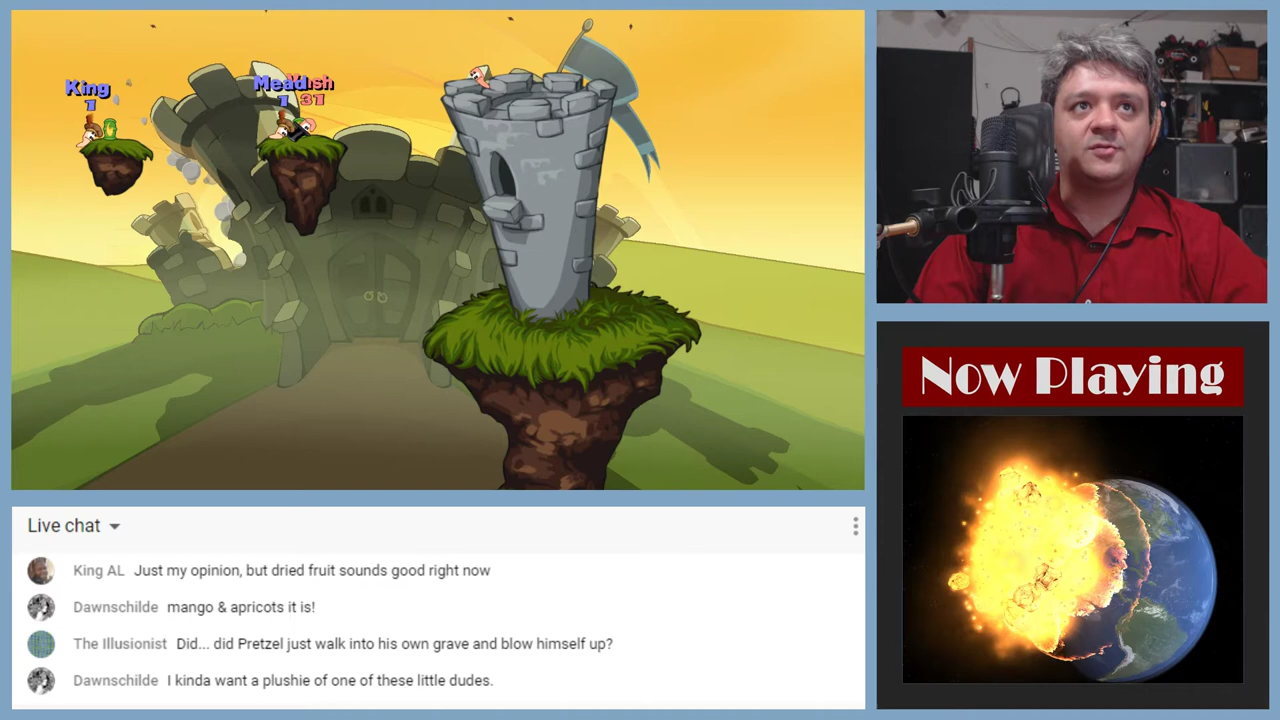 King
1
Mead
ish
1
31
Now Playing
Live chat
King AL Just my opinion, but dried fruit sounds good right now
Dawnschilde mango & apricots it is!
The Illusionist Did... did Pretzel just walk into his own grave and blow himself up?
Dawnschilde I kinda want a plushie of one of these little dudes.